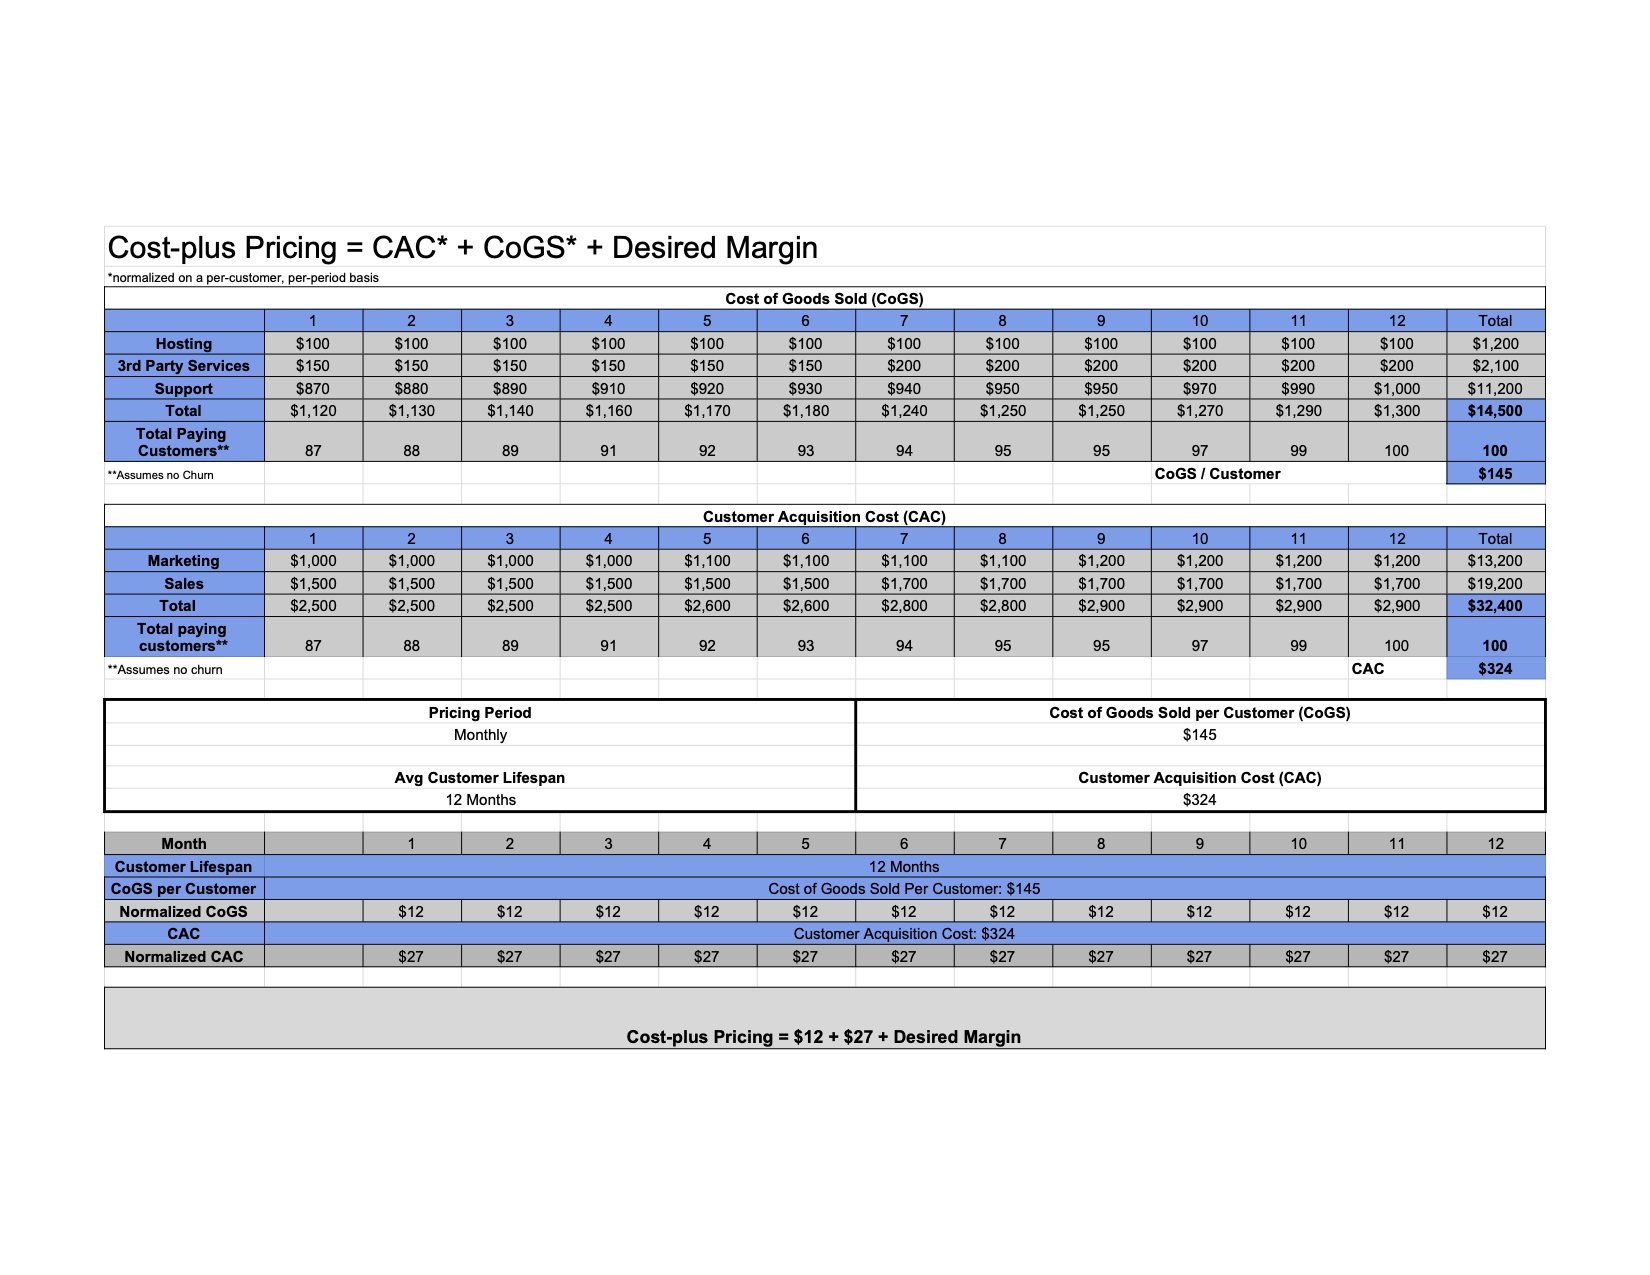 Cost-plus Pricing = CAC* + CoGS* + Desired Margin
*normalized on a per-customer, per-period basis
Cost of Goods Sold (CoGS)
1 2 3 4 5 6 7 8 9 10 11 12 Total
Hosting $100 $100 $100 $100 $100 $100 $100 $100 $100 $100 $100 $100 $1,200
3rd Party Services $150 $150 $150 $150 $150 $150 $200 $200 $200 $200 $200 $200 $2,100
Support $870 $880 $890 $910 $920 $930 $940 $950 $950 $970 $990 $1,000 $11,200
Total $1,120 $1,130 $1,140 $1,160 $1,170 $1,180 $1,240 $1,250 $1,250 $1,270 $1,290 $1,300 $14,500
Total Paying
Customers** 87 88 89 91 92 93 94 95 95 97 99 100 100
**Assumes no Churn CoGS / Customer $145
Customer Acquisition Cost (CAC)
1 2 3 4 5 6 7 8 9 10 11 12 Total
Marketing $1,000 $1,000 $1,000 $1,000 $1,100 $1,100 $1,100 $1,100 $1,200 $1,200 $1,200 $1,200 $13,200
Sales $1,500 $1,500 $1,500 $1,500 $1,500 $1,500 $1,700 $1,700 $1,700 $1,700 $1,700 $1,700 $19,200
Total $2,500 $2,500 $2,500 $2,500 $2,600 $2,600 $2,800 $2,800 $2,900 $2,900 $2,900 $2,900 $32,400
Total paying
customers** 87 88 89 91 92 93 94 95 95 97 99 100 100
**Assumes no churn CAC $324
Pricing Period Cost of Goods Sold per Customer (CoGS)
Monthly $145
Avg Customer Lifespan Customer Acquisition Cost (CAC)
12 Months $324
Month 1 2 3 4 5 6 7 8 9 10 11 12
Customer Lifespan 12 Months
CoGS per Customer Cost of Goods Sold Per Customer: $145
Normalized CoGS $12 $12 $12 $12 $12 $12 $12 $12 $12 $12 $12 $12
CAC Customer Acquisition Cost: $324
Normalized CAC $27 $27 $27 $27 $27 $27 $27 $27 $27 $27 $27 $27
Cost-plus Pricing = $12 + $27 + Desired Margin